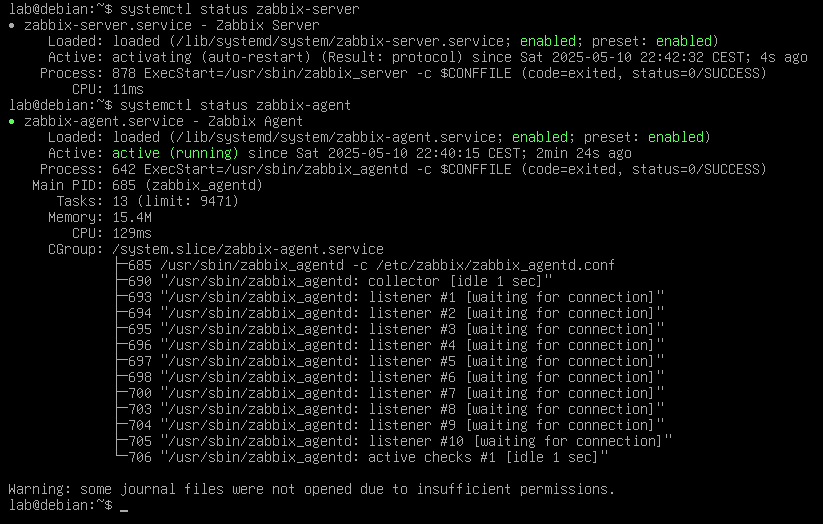 lab@debian:~$ systemctl status zabbix-server
● zabbix-server.service - Zabbix Server
     Loaded: loaded (/lib/systemd/system/zabbix-server.service; enabled; preset: enabled)
     Active: activating (auto-restart) (Result: protocol) since Sat 2025-05-10 22:42:32 CEST; 4s ago
    Process: 878 ExecStart=/usr/sbin/zabbix_server -c $CONFFILE (code=exited, status=0/SUCCESS)
        CPU: 11ms
lab@debian:~$ systemctl status zabbix-agent
● zabbix-agent.service - Zabbix Agent
     Loaded: loaded (/lib/systemd/system/zabbix-agent.service; enabled; preset: enabled)
     Active: active (running) since Sat 2025-05-10 22:40:15 CEST; 2min 24s ago
    Process: 642 ExecStart=/usr/sbin/zabbix_agentd -c $CONFFILE (code=exited, status=0/SUCCESS)
   Main PID: 685 (zabbix_agentd)
      Tasks: 13 (limit: 9471)
     Memory: 15.4M
        CPU: 129ms
     CGroup: /system.slice/zabbix-agent.service
             ├─685 /usr/sbin/zabbix_agentd -c /etc/zabbix/zabbix_agentd.conf
             ├─690 "/usr/sbin/zabbix_agentd: collector [idle 1 sec]"
             ├─693 "/usr/sbin/zabbix_agentd: listener #1 [waiting for connection]"
             ├─694 "/usr/sbin/zabbix_agentd: listener #2 [waiting for connection]"
             ├─695 "/usr/sbin/zabbix_agentd: listener #3 [waiting for connection]"
             ├─696 "/usr/sbin/zabbix_agentd: listener #4 [waiting for connection]"
             ├─697 "/usr/sbin/zabbix_agentd: listener #5 [waiting for connection]"
             ├─698 "/usr/sbin/zabbix_agentd: listener #6 [waiting for connection]"
             ├─700 "/usr/sbin/zabbix_agentd: listener #7 [waiting for connection]"
             ├─703 "/usr/sbin/zabbix_agentd: listener #8 [waiting for connection]"
             ├─704 "/usr/sbin/zabbix_agentd: listener #9 [waiting for connection]"
             ├─705 "/usr/sbin/zabbix_agentd: listener #10 [waiting for connection]"
             └─706 "/usr/sbin/zabbix_agentd: active checks #1 [idle 1 sec]"

Warning: some journal files were not opened due to insufficient permissions.
lab@debian:~$ _